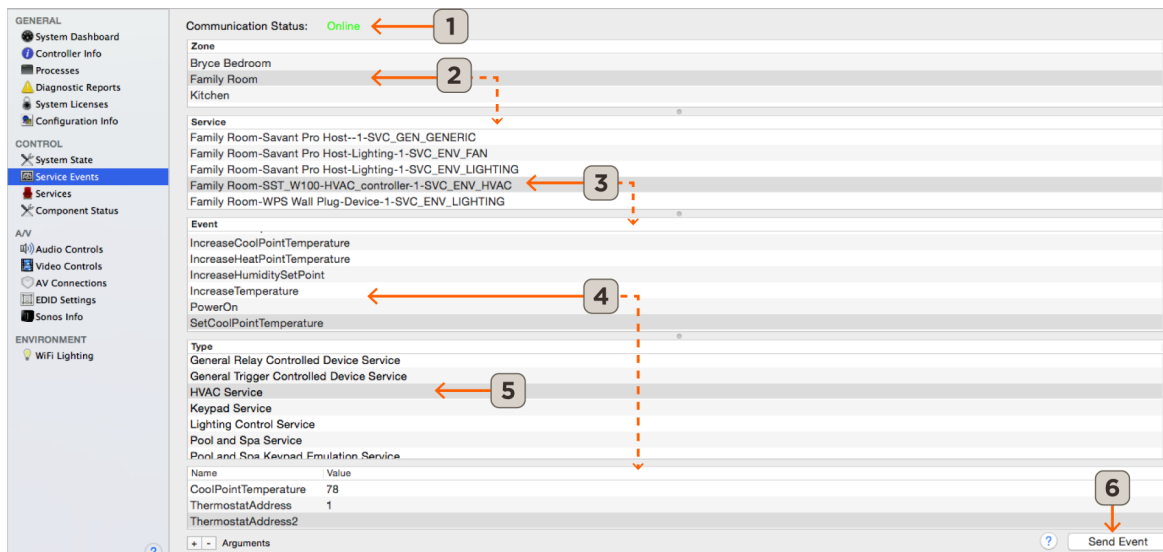 GENERAL
System Dashboard
Controller Info
Processes
Diagnostic Reports
System Licenses
Configuration Info
CONTROL
System State
Service Events
Services
Component Status
A/V
Audio Controls
Video Controls
AV Connections
EDID Settings
Sonos Info
ENVIRONMENT
WiFi Lighting
?
Communication Status: Online 1
Zone
Bryce Bedroom
Family Room 2
Kitchen
Service
Family Room-Savant Pro Host--1-SVC_GEN_GENERIC
Family Room-Savant Pro Host-Lighting-1-SVC_ENV_FAN
Family Room-Savant Pro Host-Lighting-1-SVC_ENV_LIGHTING
Family Room-SST_W100-HVAC_controller-1-SVC_ENV_HVAC 3
Family Room-WPS Wall Plug-Device-1-SVC_ENV_LIGHTING
Event
IncreaseCoolPointTemperature
IncreaseHeatPointTemperature
IncreaseHumiditySetPoint
IncreaseTemperature 4
PowerOn
SetCoolPointTemperature
Type
General Relay Controlled Device Service
General Trigger Controlled Device Service
HVAC Service 5
Keypad Service
Lighting Control Service
Pool and Spa Service
Pool and Spa Keypad Emulation Service
Name Value
CoolPointTemperature 78
ThermostatAddress 1
ThermostatAddress2
6
+ - Arguments ? Send Event